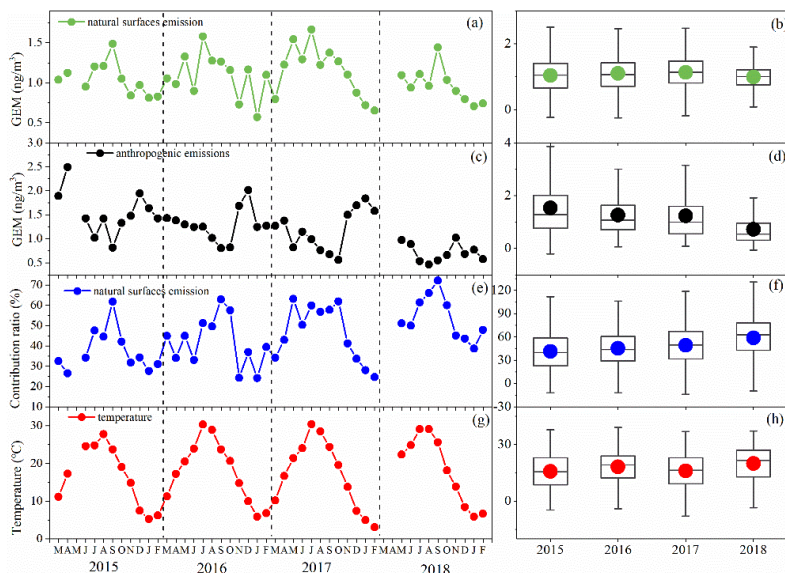 natural surfaces emission
(a)
(b)
GEM (ng/m³)
1.5
1.0
0.5
2
0
anthropogenic emissions
(c)
(d)
GEM (ng/m³)
3.0
2.5
2.0
1.5
1.0
0.5
4
2
0
natural surfaces emission
(e)
(f)
Contribution ratio (%)
70
60
50
40
30
20
10
120
90
60
30
0
-30
temperature
(g)
(h)
Temperature (°C)
30
20
10
0
30
0
M A M J J A S O N D J F M A M J J A S O N D J F M A M J J A S O N D J F M A M J J A S O N D J F
2015 2016 2017 2018
2015 2016 2017 2018